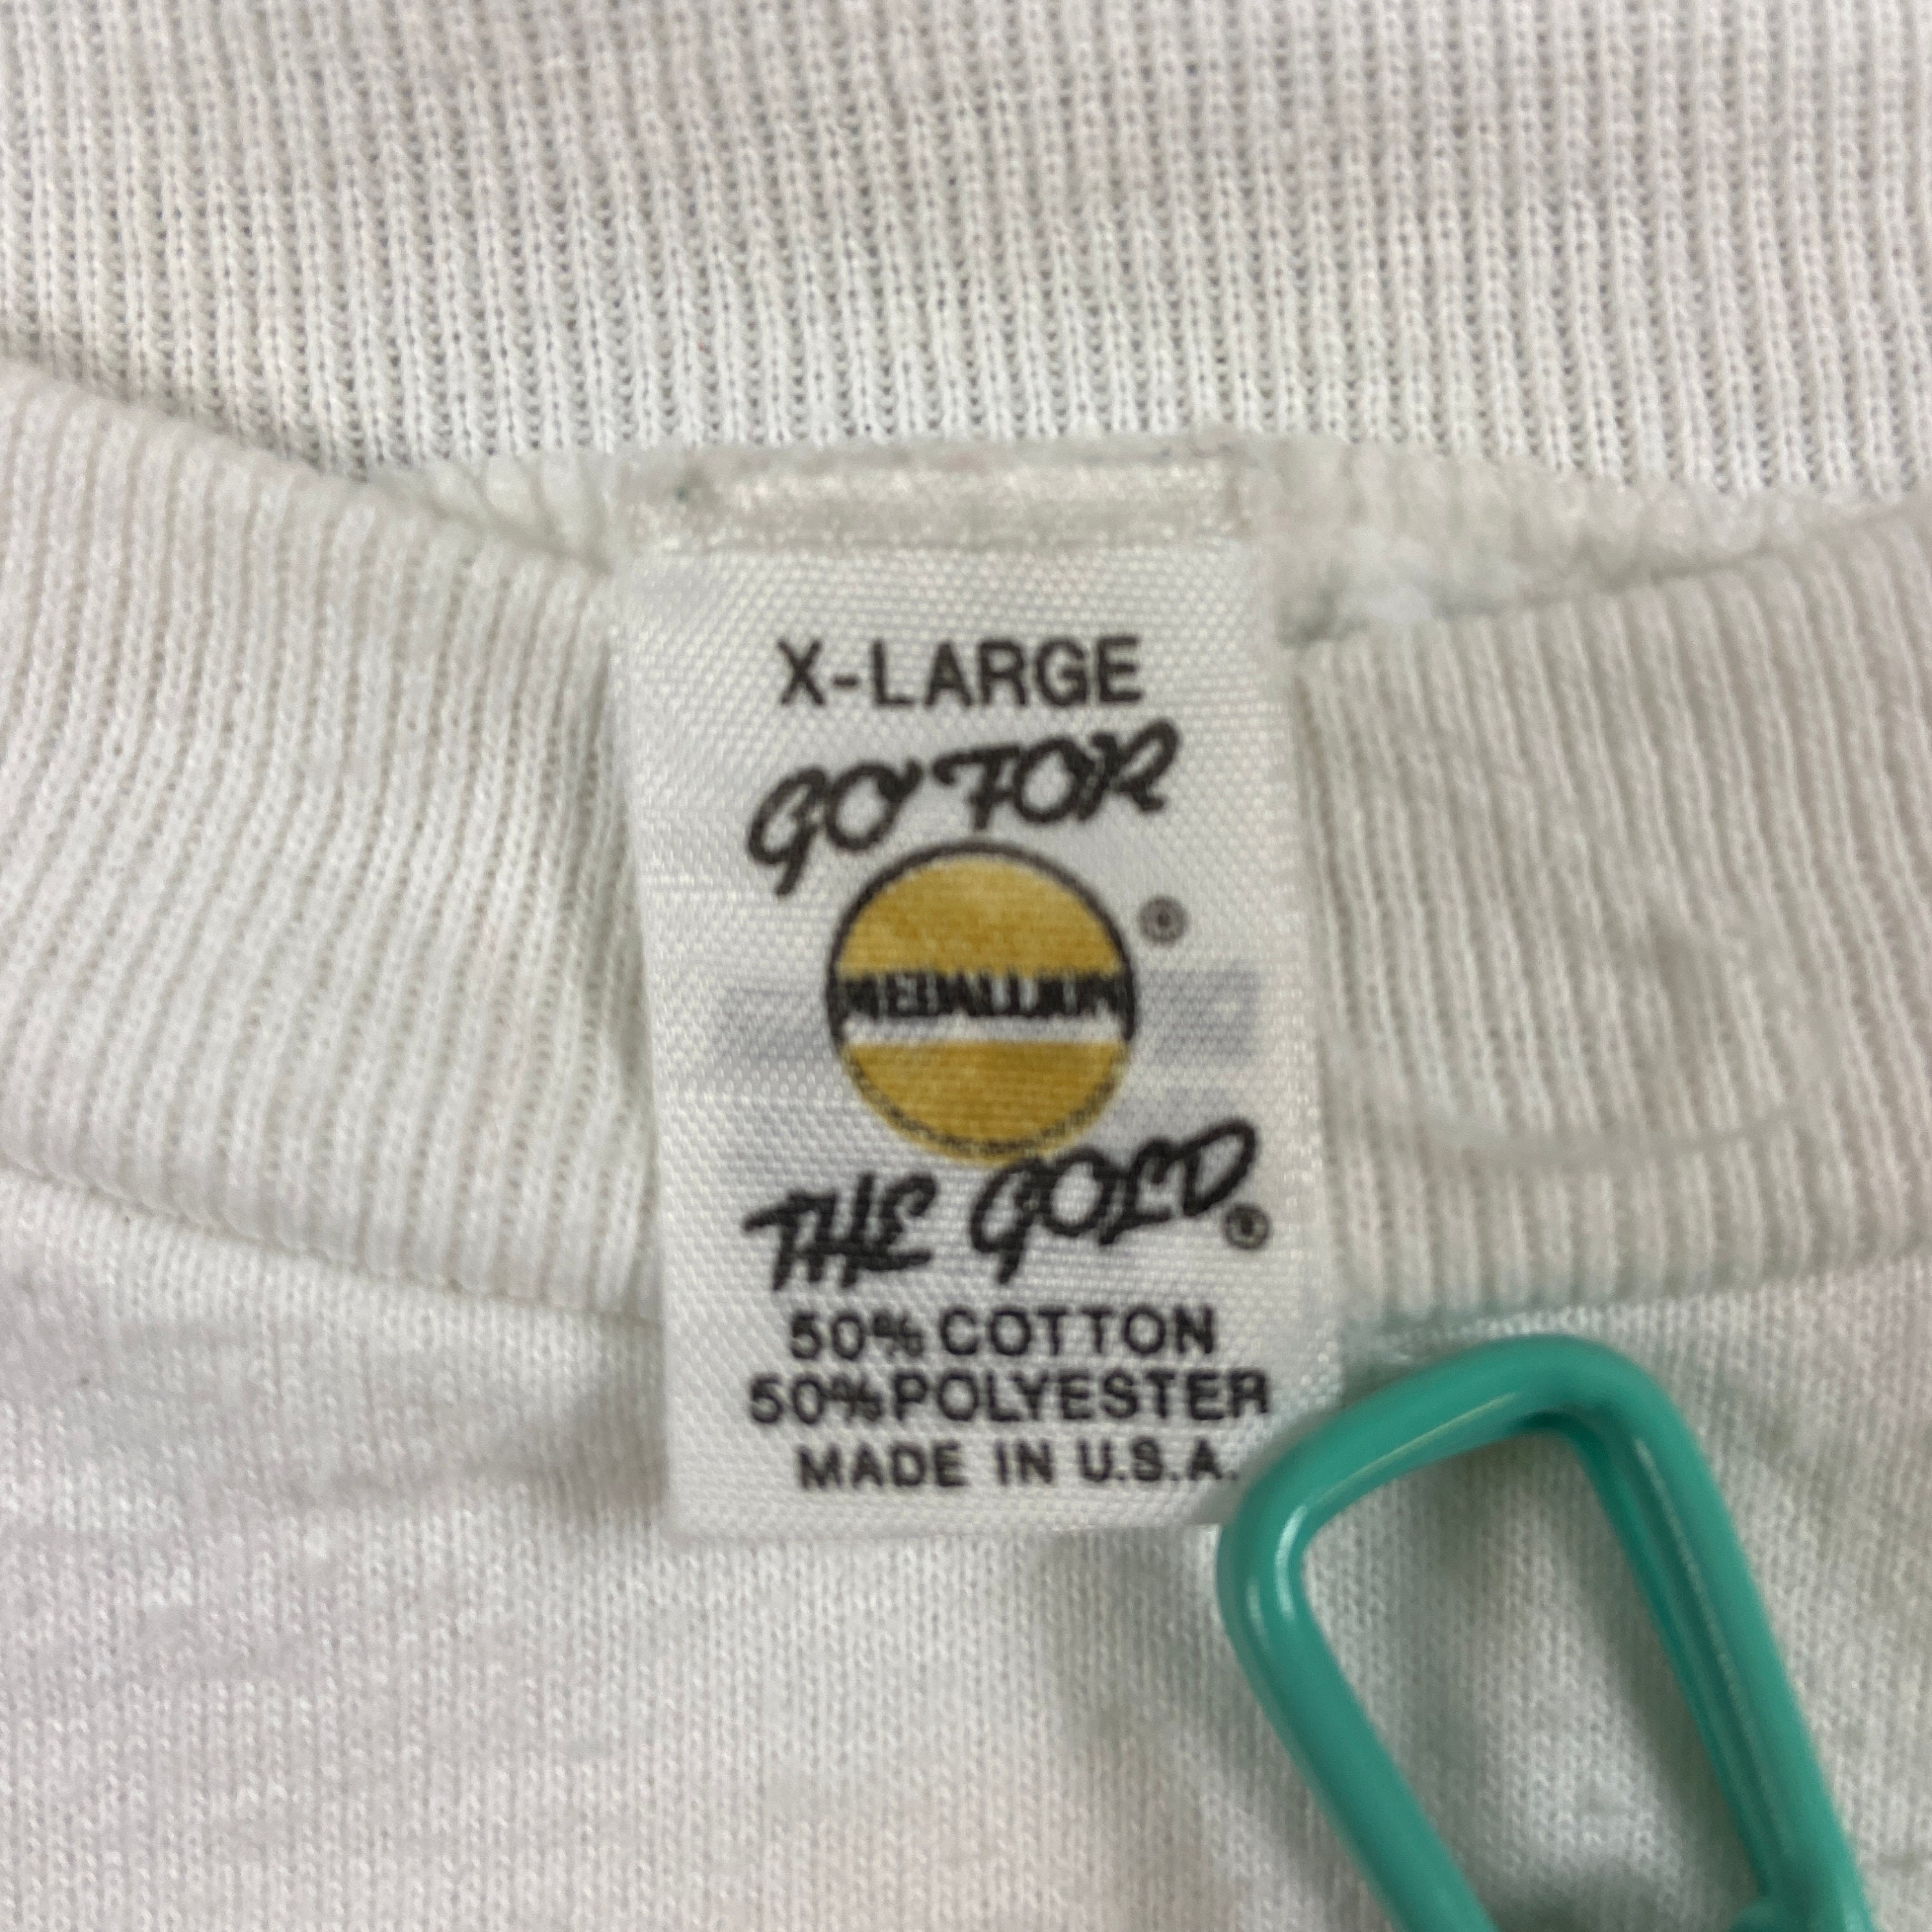 X-LARGE
GO FOR
MEDALLION ®
THE GOLD®
50% COTTON
50% POLYESTER
MADE IN U.S.A.